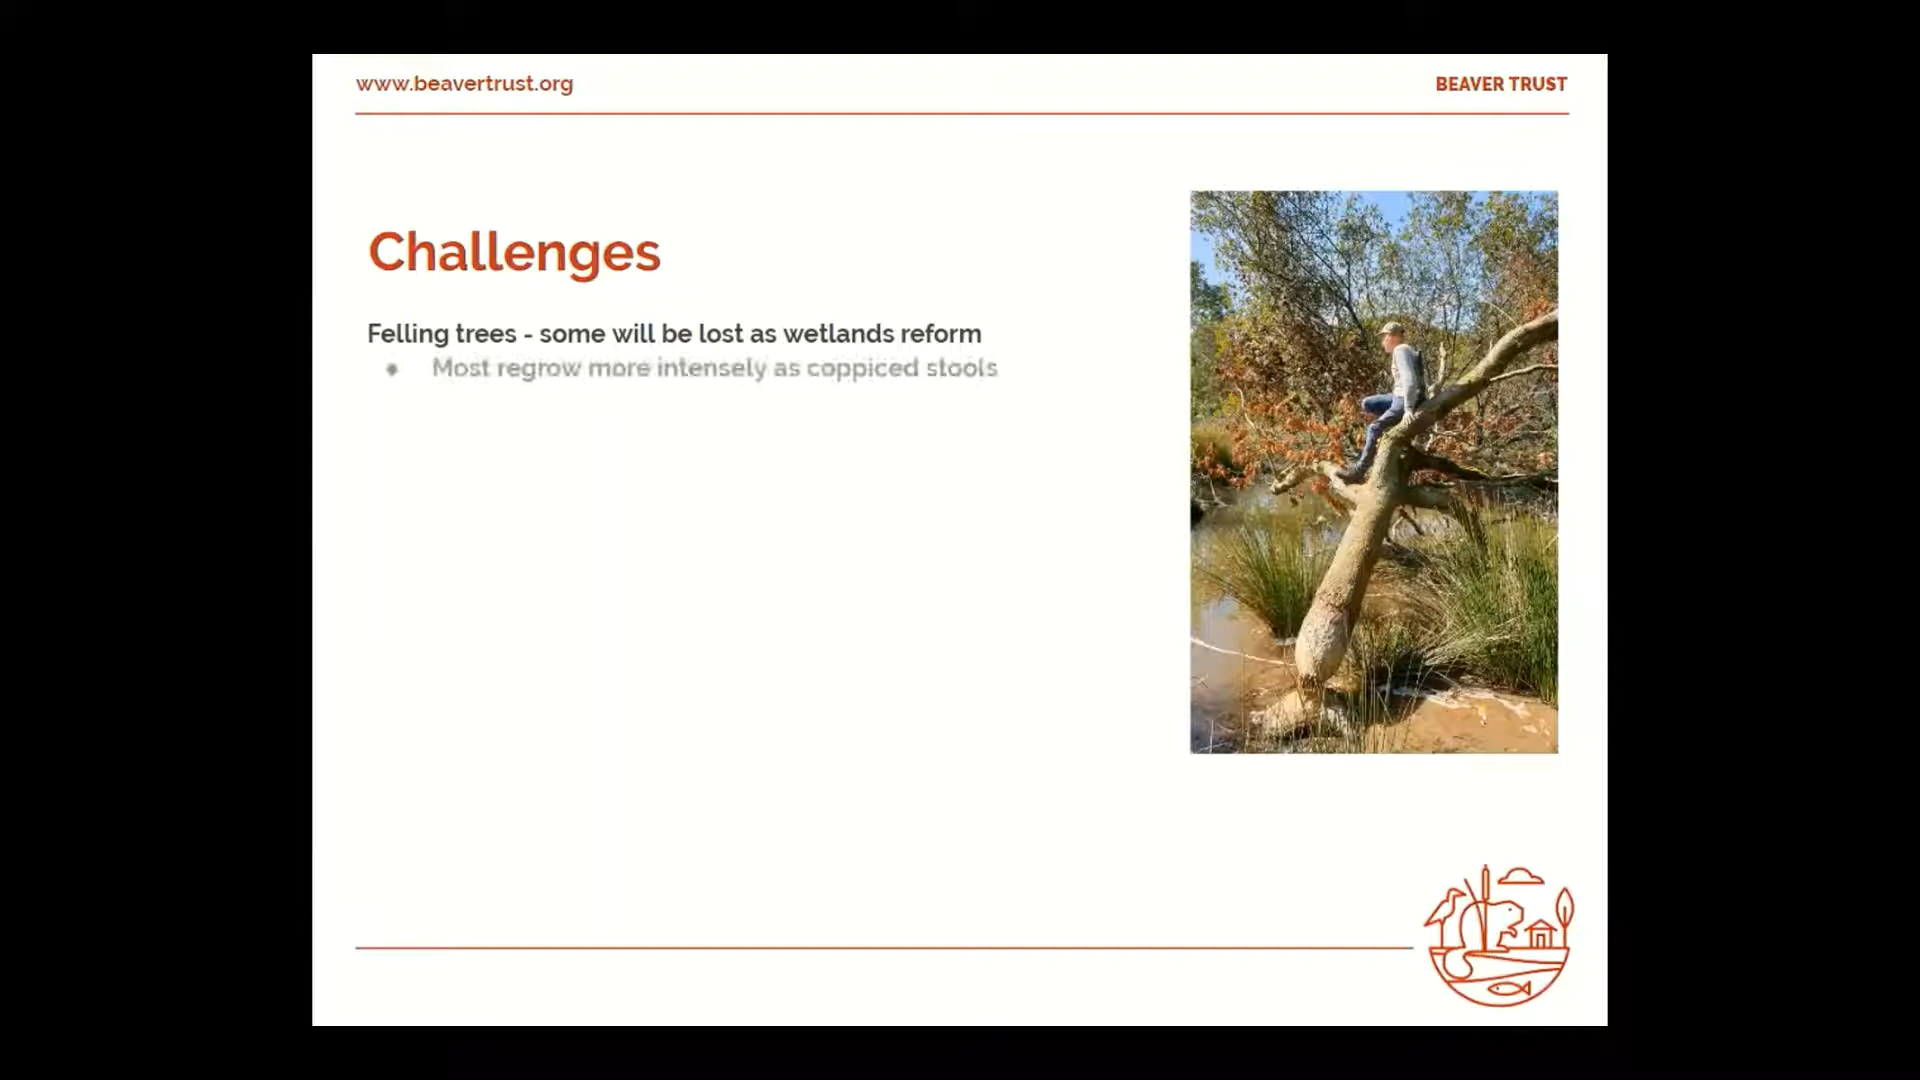 www.beavertrust.org
BEAVER TRUST
Challenges
Felling trees - some will be lost as wetlands reform
● Most regrow more intensely as coppiced stools